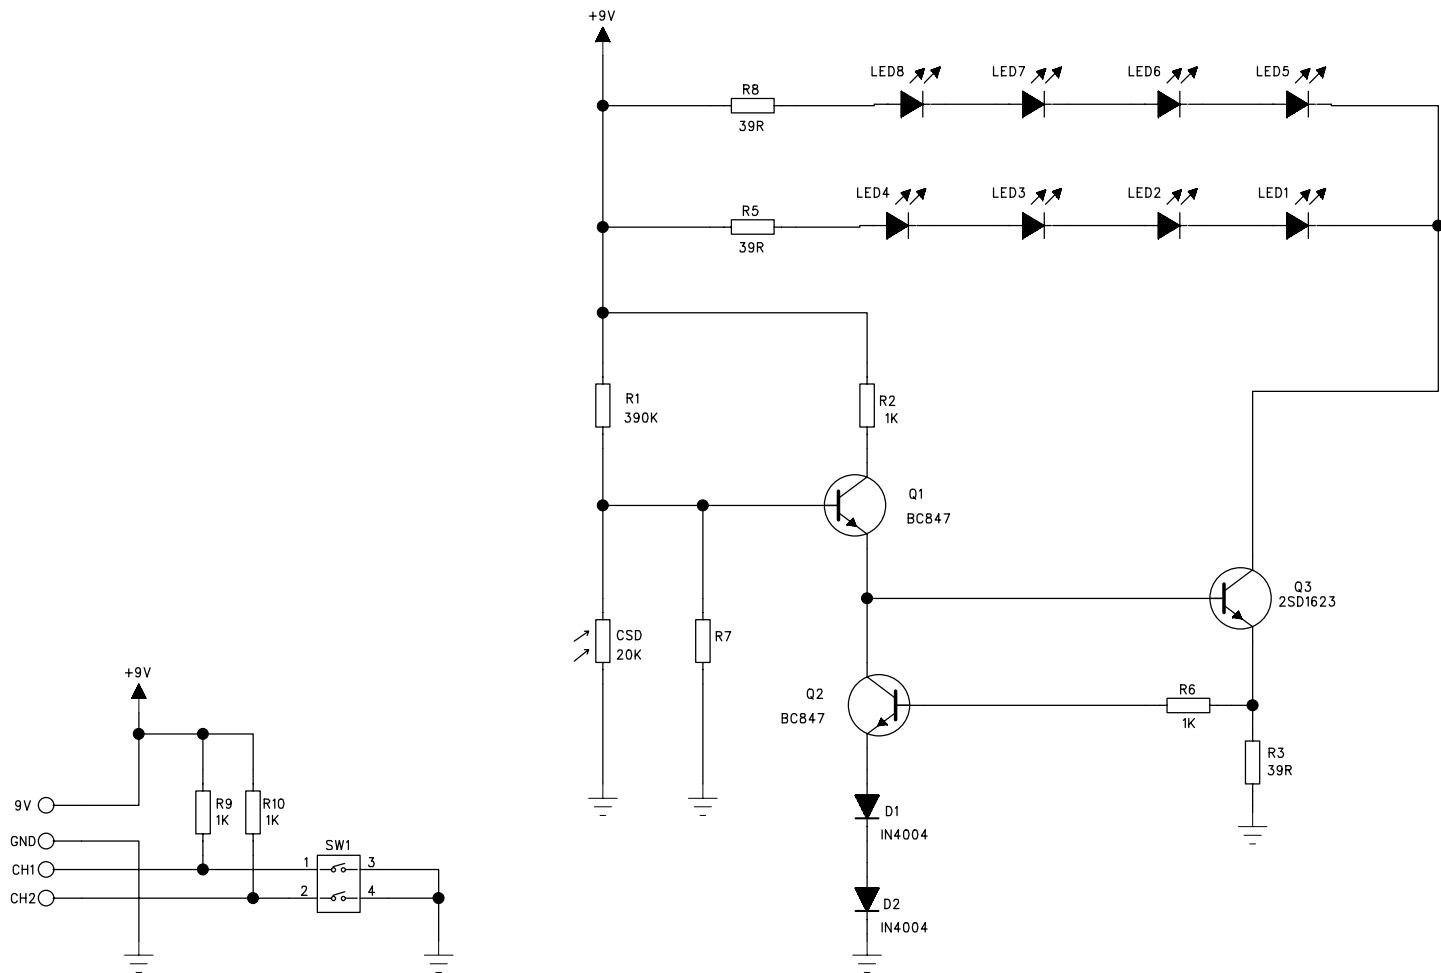 +9V
LED8
LED7
LED6
LED5
R8
39R
LED4
LED3
LED2
LED1
R5
39R
R1
390K
R2
1K
Q1
BC847
Q3
2SD1623
CSD
20K
R7
Q2
BC847
R6
1K
R3
39R
D1
IN4004
D2
IN4004
+9V
9V
R9
1K
R10
1K
GND
SW1
CH1
1
3
CH2
2
4